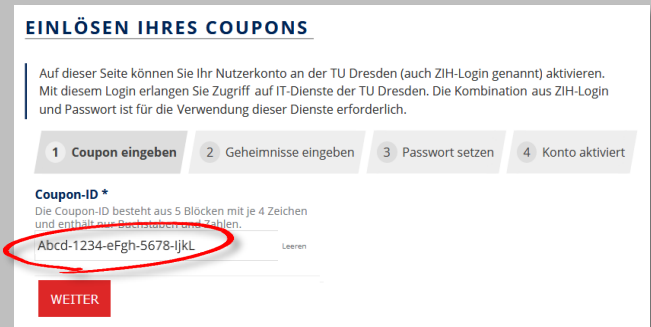 EINLÖSEN IHRES COUPONS
Auf dieser Seite können Sie Ihr Nutzerkonto an der TU Dresden (auch ZIH-Login genannt) aktivieren.
Mit diesem Login erlangen Sie Zugriff auf IT-Dienste der TU Dresden. Die Kombination aus ZIH-Login
und Passwort ist für die Verwendung dieser Dienste erforderlich.
1 Coupon eingeben 2 Geheimnisse eingeben 3 Passwort setzen 4 Konto aktiviert
Coupon-ID *
Die Coupon-ID besteht aus 5 Blöcken mit je 4 Zeichen
und enthält nur Buchstaben und Zahlen.
Abcd-1234-eFgh-5678-IjkL Leeren
WEITER